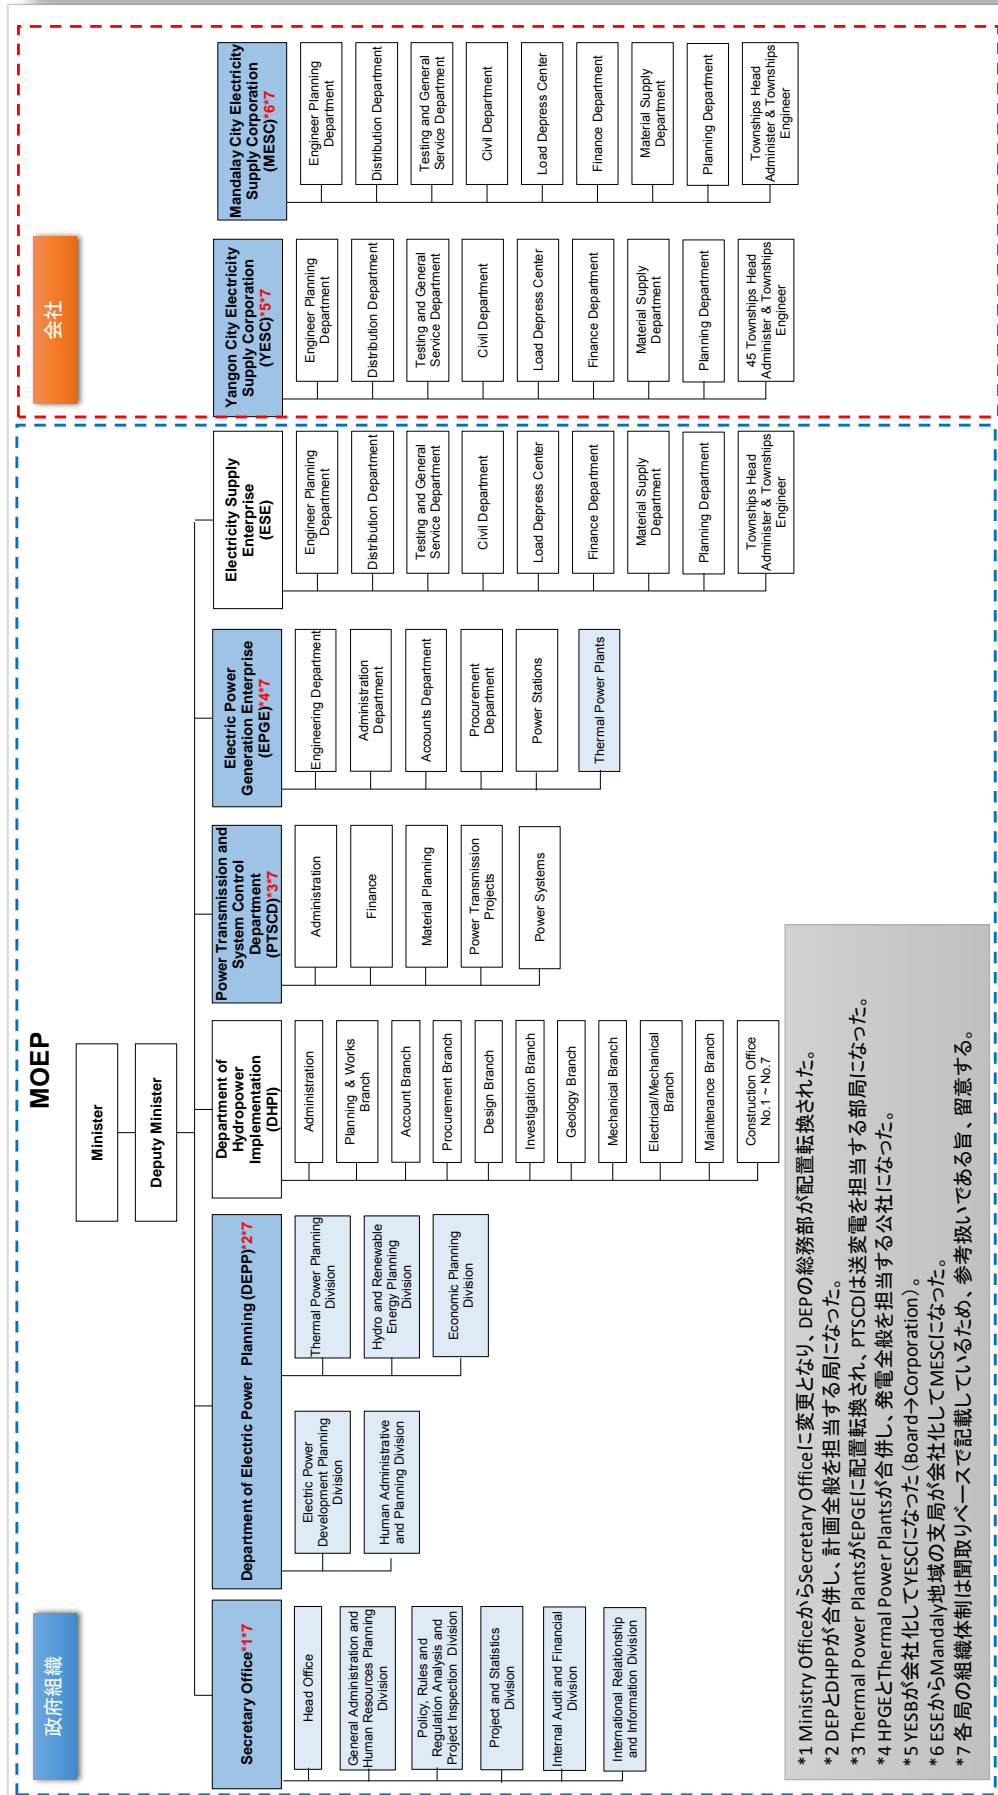 政府組織
会社
MOEP
Minister
Deputy Minister
Secretary Office*1*7
Head Office
General Administration and
Human Resources Planning
Division
Policy, Rules and
Regulation Analysis and
Project Inspection Division
Project and Statistics
Division
Internal Audit and Financial
Division
International Relationship
and Information Division
Department of Electric Power Planning (DEPP)*2*7
Electric Power
Development Planning
Division
Human Administrative
and Planning Division
Thermal Power Planning
Division
Hydro and Renewable
Energy Planning
Division
Economic Planning
Division
Department of
Hydropower
Implementation
(DHPI)
Administration
Planning & Works
Branch
Account Branch
Procurement Branch
Design Branch
Investigation Branch
Geology Branch
Mechanical Branch
Electrical/Mechanical
Branch
Maintenance Branch
Construction Office
No.1 ~ No.7
Power Transmission and
System Control
Department
(PTSCD)*3*7
Administration
Finance
Material Planning
Power Transmission
Projects
Power Systems
Electric Power
Generation Enterprise
(EPGE)*4*7
Engineering Department
Administration
Department
Accounts Department
Procurement
Department
Power Stations
Thermal Power Plants
Electricity Supply
Enterprise
(ESE)
Engineer Planning
Department
Distribution Department
Testing and General
Service Department
Civil Department
Load Depress Center
Finance Department
Material Supply
Department
Planning Department
Townships Head
Administer & Townships
Engineer
Yangon City Electricity
Supply Corporation
(YESC)*5*7
Engineer Planning
Department
Distribution Department
Testing and General
Service Department
Civil Department
Load Depress Center
Finance Department
Material Supply
Department
Planning Department
45 Townships Head
Administer & Townships
Engineer
Mandalay City Electricity
Supply Corporation
(MESC)*6*7
Engineer Planning
Department
Distribution Department
Testing and General
Service Department
Civil Department
Load Depress Center
Finance Department
Material Supply
Department
Planning Department
Townships Head
Administer & Townships
Engineer
*1 Ministry OfficeからSecretary Officeに変更となり、DEPの総務部が配置転換された。
*2 DEPとDHPPが合併し、計画全般を担当する局になった。
*3 Thermal Power PlantsがEPGEに配置転換され、PTSCDは送変電を担当する部局になった。
*4 HPGEとThermal Power Plantsが合併し、発電全般を担当する公社になった。
*5 YESBが会社化してYESCになった（Board→Corporation）。
*6 ESEからMandaly地域の支局が会社化してMESCになった。
*7 各局の組織体制は聞取りベースで記載しているため、参考扱いである旨、留意する。